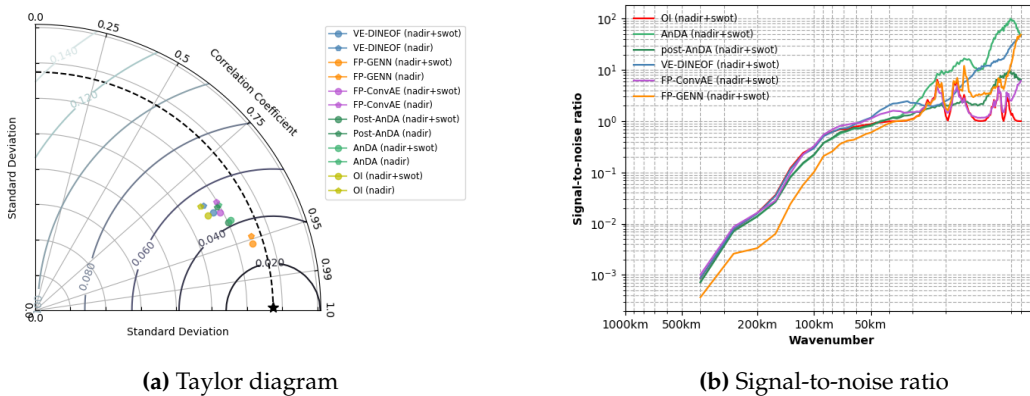 0.0
0.25
0.5
0.75
0.95
0.99
1.0
Correlation Coefficient
0.140
0.120
0.080
0.060
0.040
0.020
0.0
0.0
Standard Deviation
Standard Deviation
VE-DINEOF (nadir+swot)
VE-DINEOF (nadir)
FP-GENN (nadir+swot)
FP-GENN (nadir)
FP-ConvAE (nadir+swot)
FP-ConvAE (nadir)
Post-AnDA (nadir+swot)
Post-AnDA (nadir)
AnDA (nadir+swot)
AnDA (nadir)
OI (nadir+swot)
OI (nadir)
(a) Taylor diagram
Signal-to-noise ratio
10²
10¹
10⁰
10⁻¹
10⁻²
10⁻³
OI (nadir+swot)
AnDA (nadir+swot)
post-AnDA (nadir+swot)
VE-DINEOF (nadir+swot)
FP-ConvAE (nadir+swot)
FP-GENN (nadir+swot)
1000km 500km 200km 100km 50km
Wavenumber
(b) Signal-to-noise ratio